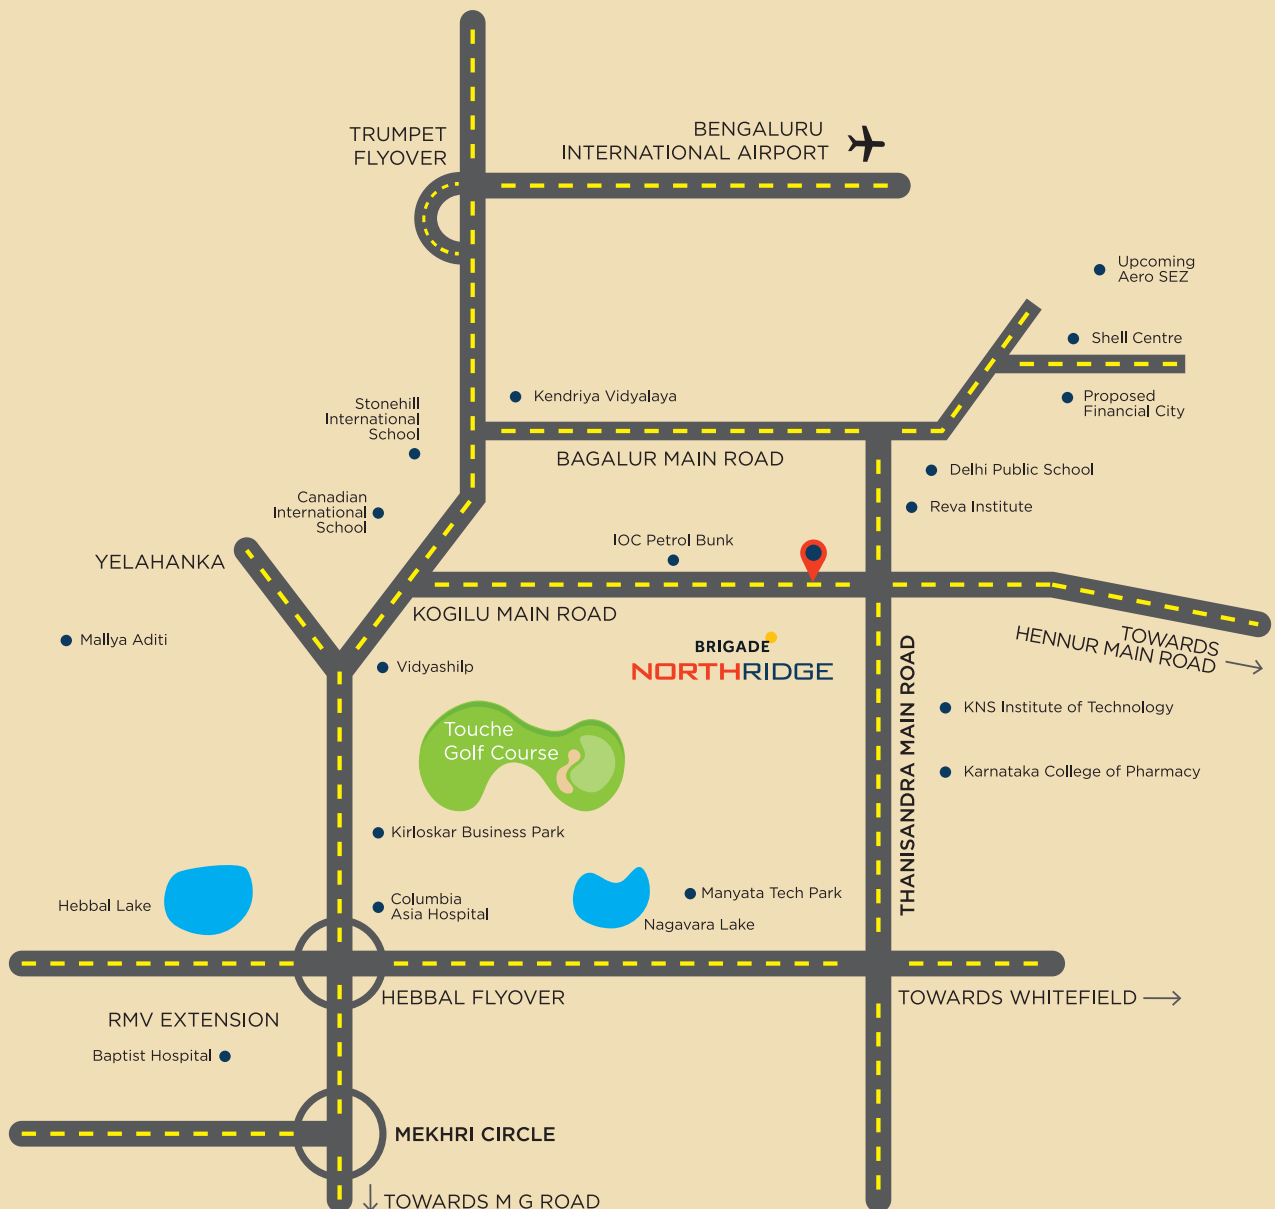 TRUMPET
FLYOVER
BENGALURU
INTERNATIONAL AIRPORT
Upcoming
Aero SEZ
Shell Centre
Proposed
Financial City
Kendriya Vidyalaya
Stonehill
International
School
BAGALUR MAIN ROAD
Delhi Public School
Reva Institute
Canadian
International
School
IOC Petrol Bunk
YELAHANKA
KOGILU MAIN ROAD
TOWARDS
HENNUR MAIN ROAD
Mallya Aditi
Vidyashilp
BRIGADE
NORTHRIDGE
THANISANDRA MAIN ROAD
KNS Institute of Technology
Touche
Golf Course
Karnataka College of Pharmacy
Kirloskar Business Park
Hebbal Lake
Columbia
Asia Hospital
Manyata Tech Park
Nagavara Lake
HEBBAL FLYOVER
TOWARDS WHITEFIELD
RMV EXTENSION
Baptist Hospital
MEKHRI CIRCLE
TOWARDS M G ROAD